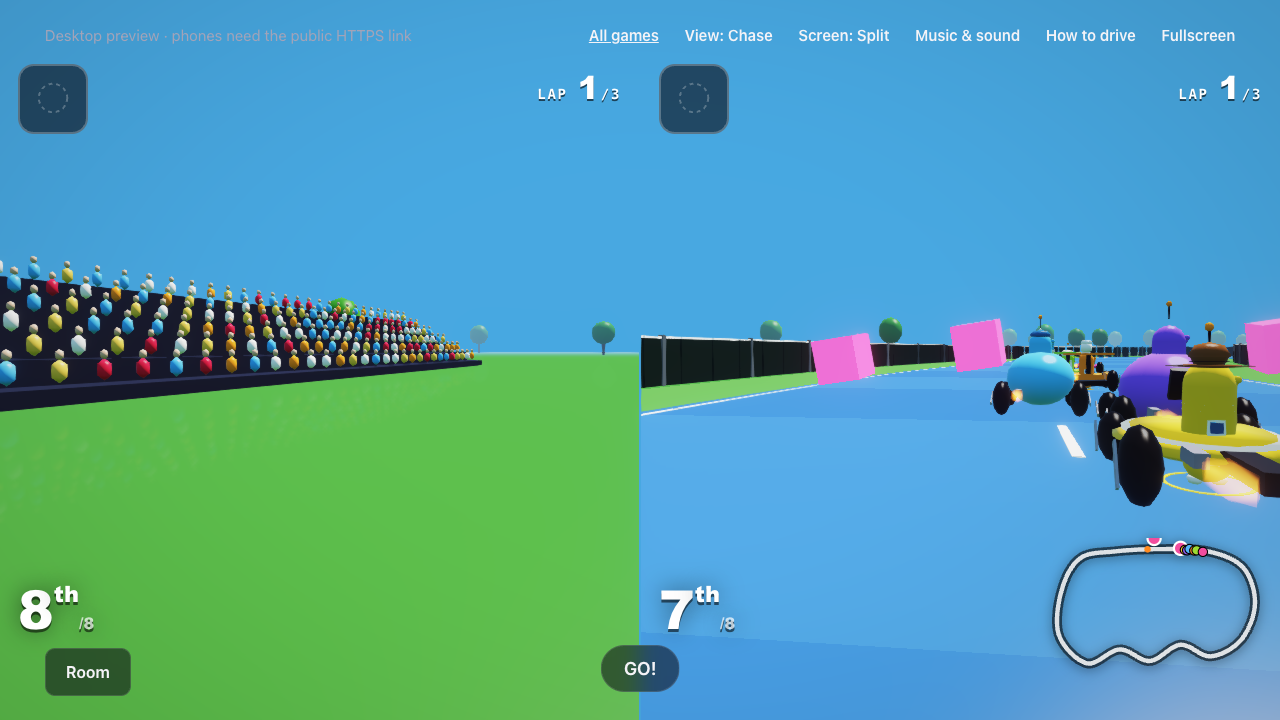 Desktop preview · phones need the public HTTPS link
All games View: Chase Screen: Split Music & sound How to drive Fullscreen
LAP 1/3
LAP 1/3
8th/8
7th/8
Room
GO!